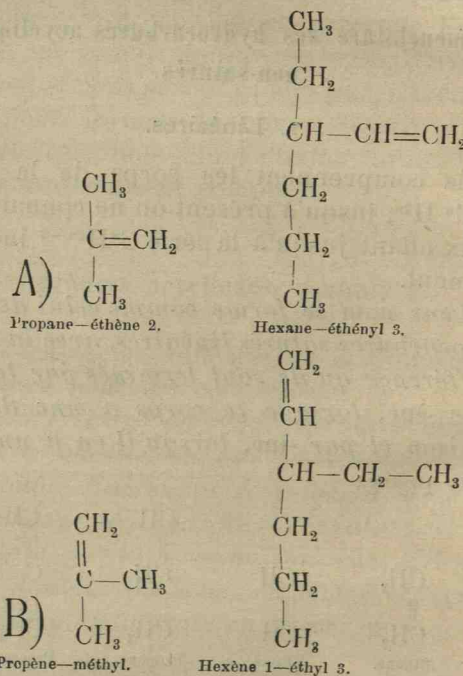 CH₃
|
C=CH₂
|
A) CH₃
Propane—éthène 2.
CH₃
|
CH₂
|
CH—CH=CH₂
|
CH₂
|
CH₂
|
CH₃
Hexane—éthényl 3.
CH₂
||
C—CH₃
|
B) CH₃
Propène—méthyl.
CH₂
||
CH
|
CH—CH₂—CH₃
|
CH₂
|
CH₂
|
CH₃
Hexène 1—éthyl 3.